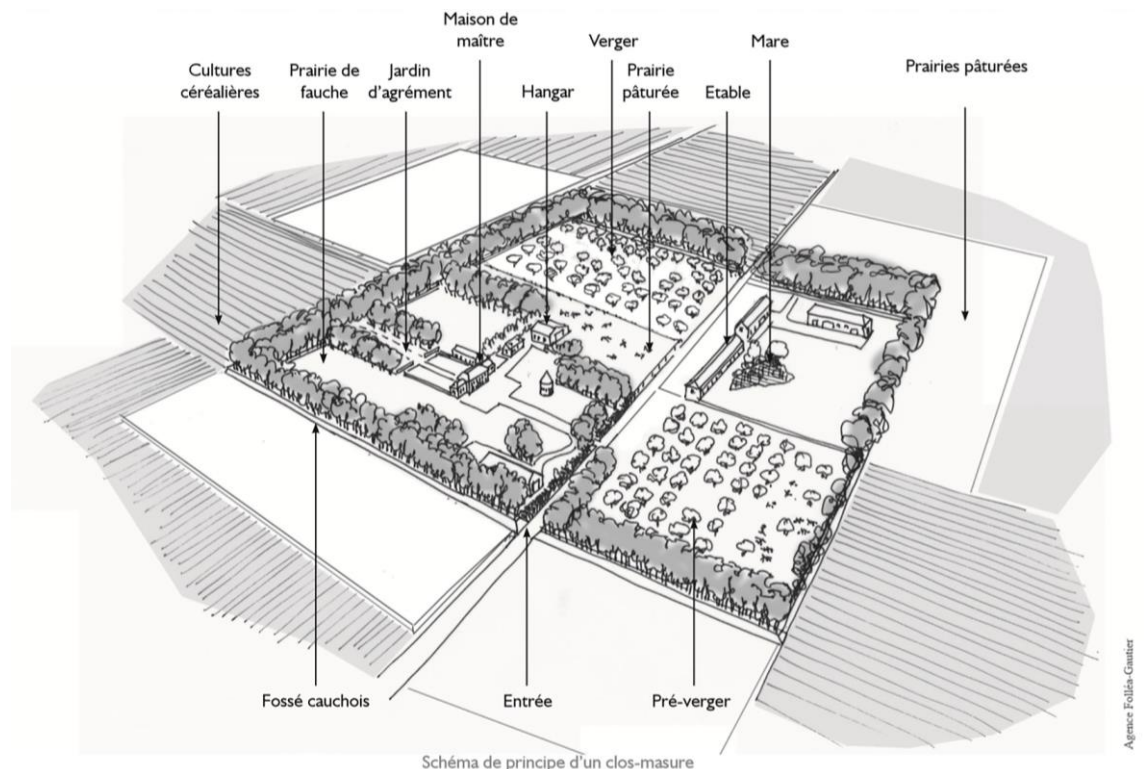 Maison de
maître
Verger
Mare
Cultures
céréalières
Prairie de
fauche
Jardin
d'agrément
Hangar
Prairie
pâturée
Etable
Prairies pâturées
Fossé cauchois
Entrée
Pré-verger
Agence Folléa-Gautier
Schéma de principe d'un clos-masure